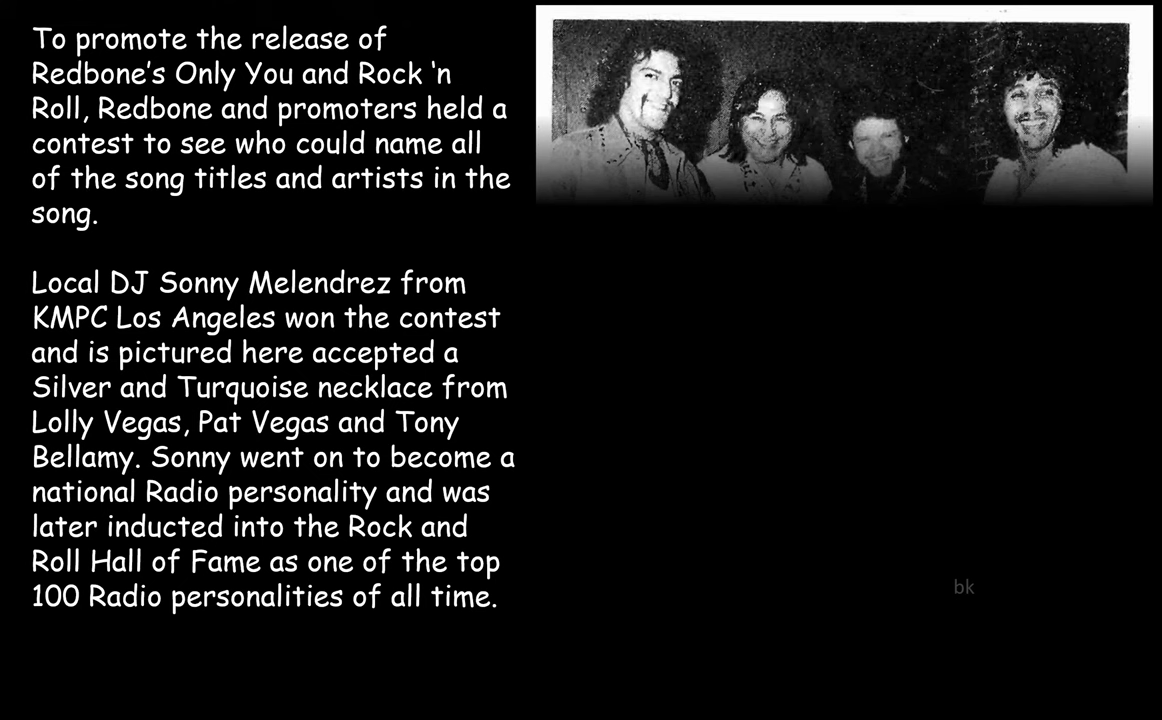 To promote the release of
Redbone's Only You and Rock 'n
Roll, Redbone and promoters held a
contest to see who could name all
of the song titles and artists in the
song.
Local DJ Sonny Melendrez from
KMPC Los Angeles won the contest
and is pictured here accepted a
Silver and Turquoise necklace from
Lolly Vegas, Pat Vegas and Tony
Bellamy. Sonny went on to become a
national Radio personality and was
later inducted into the Rock and
Roll Hall of Fame as one of the top
100 Radio personalities of all time.
bk